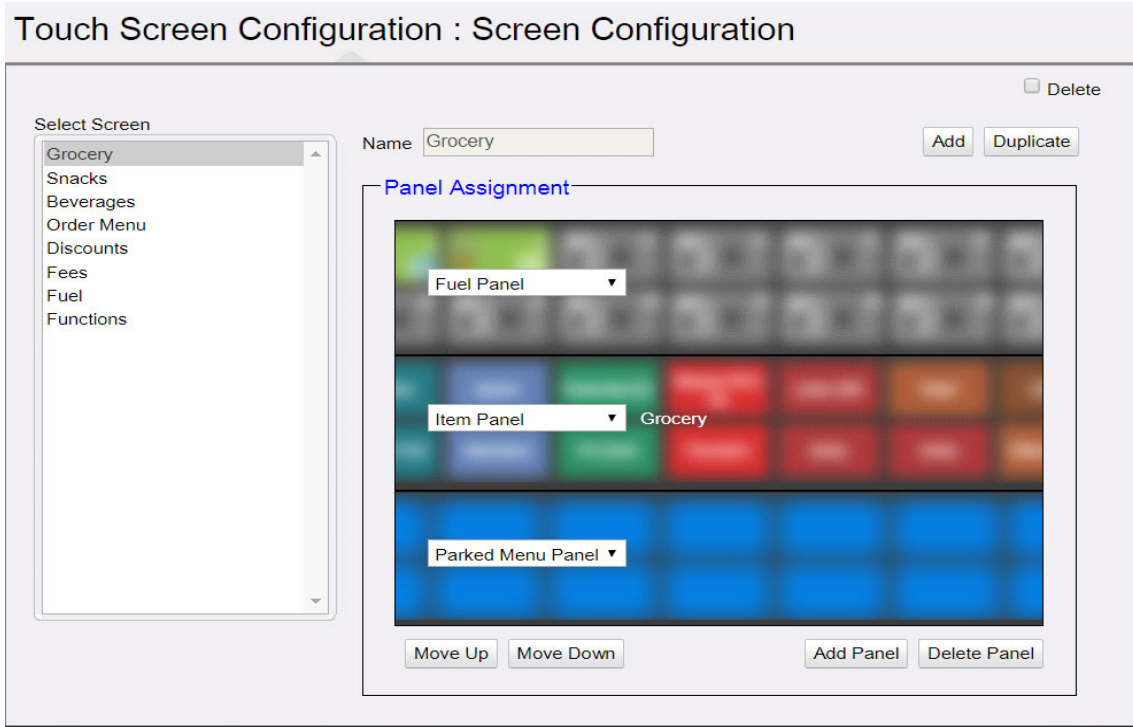 Touch Screen Configuration : Screen Configuration
Delete
Select Screen
Grocery
Snacks
Beverages
Order Menu
Discounts
Fees
Fuel
Functions
Name Grocery
Add Duplicate
Panel Assignment
Fuel Panel
Item Panel Grocery
Parked Menu Panel
Move Up Move Down Add Panel Delete Panel